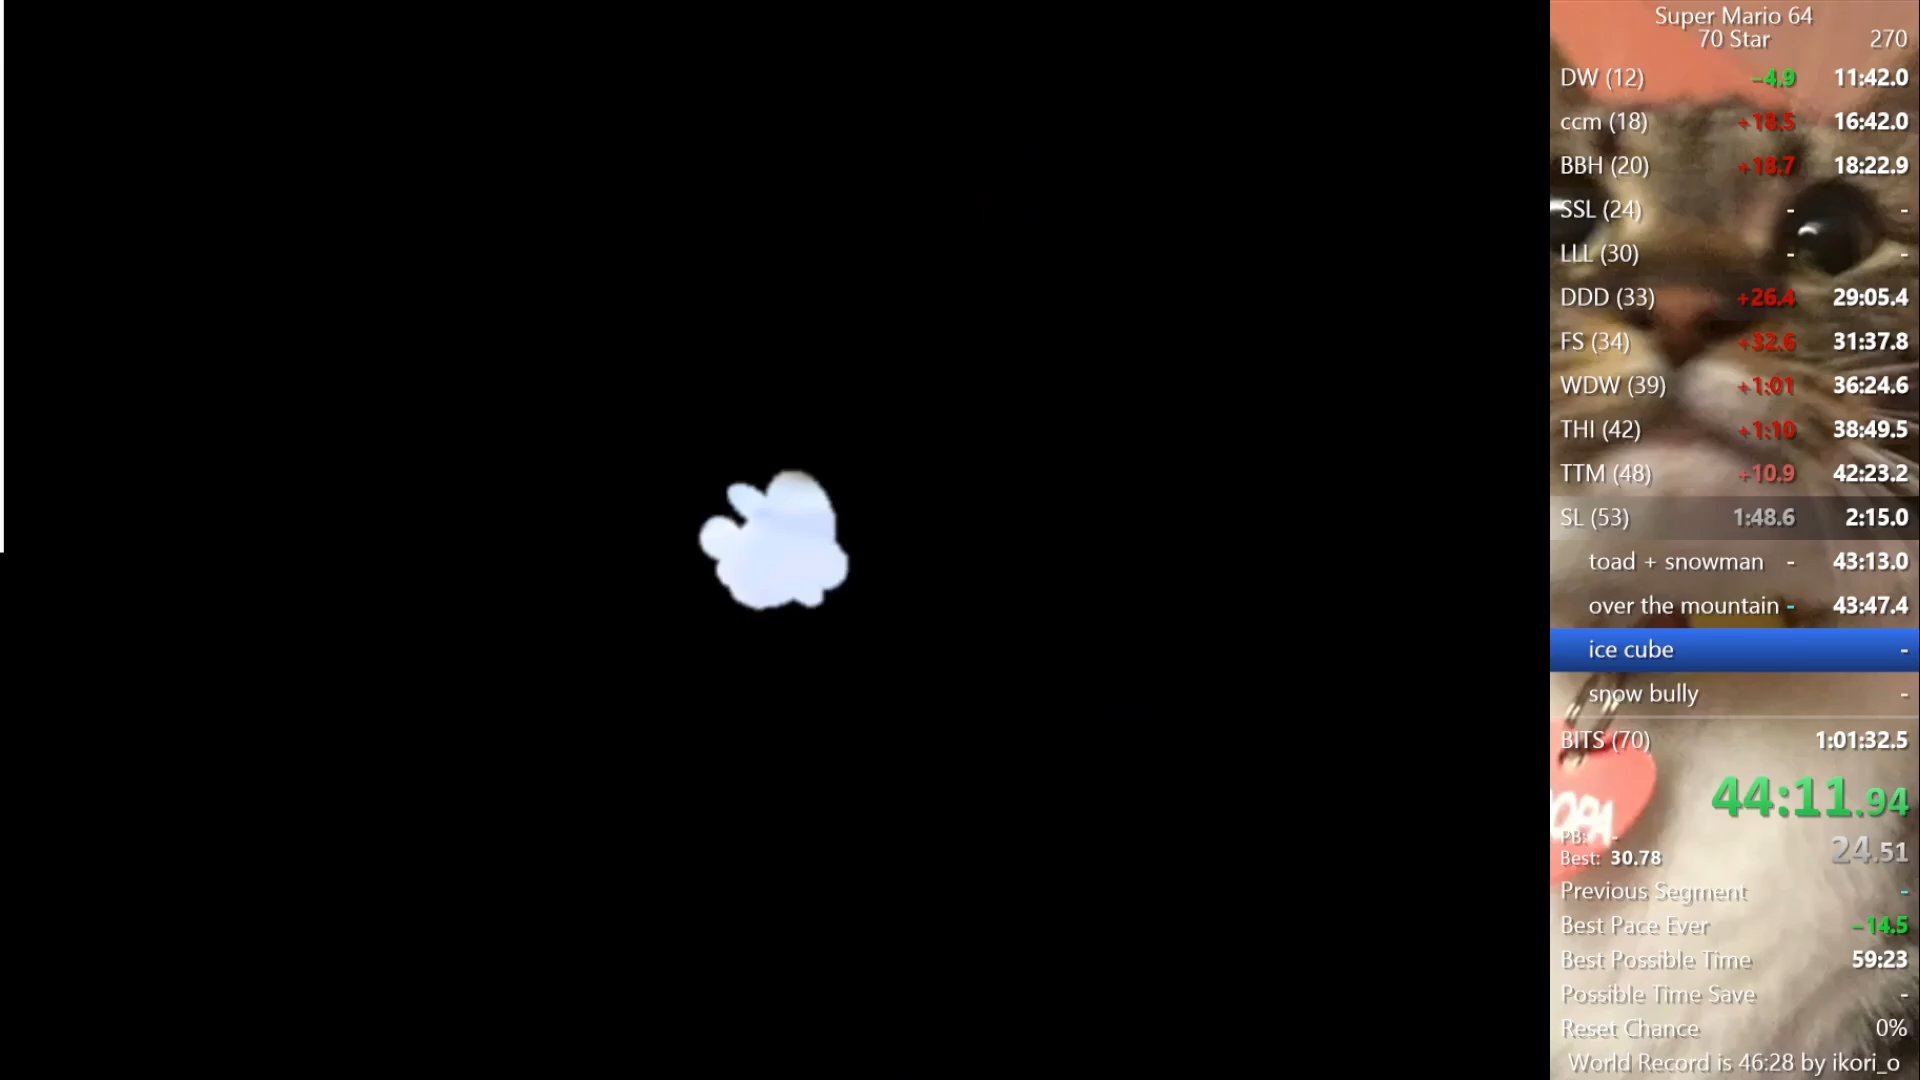 Super Mario 64
70 Star 270
DW (12) -4.9 11:42.0
ccm (18) +18.5 16:42.0
BBH (20) +18.7 18:22.9
SSL (24) - -
LLL (30) - -
DDD (33) +26.4 29:05.4
FS (34) +32.6 31:37.8
WDW (39) +1:01 36:24.6
THI (42) +1:10 38:49.5
TTM (48) +10.9 42:23.2
SL (53) 1:48.6 2:15.0
toad + snowman - 43:13.0
over the mountain - 43:47.4
ice cube -
snow bully -
BITS (70) 1:01:32.5
44:11.94
PB: -
24.51
Best: 30.78
Previous Segment -
Best Pace Ever -14.5
Best Possible Time 59:23
Possible Time Save -
Reset Chance 0%
World Record is 46:28 by ikori_o